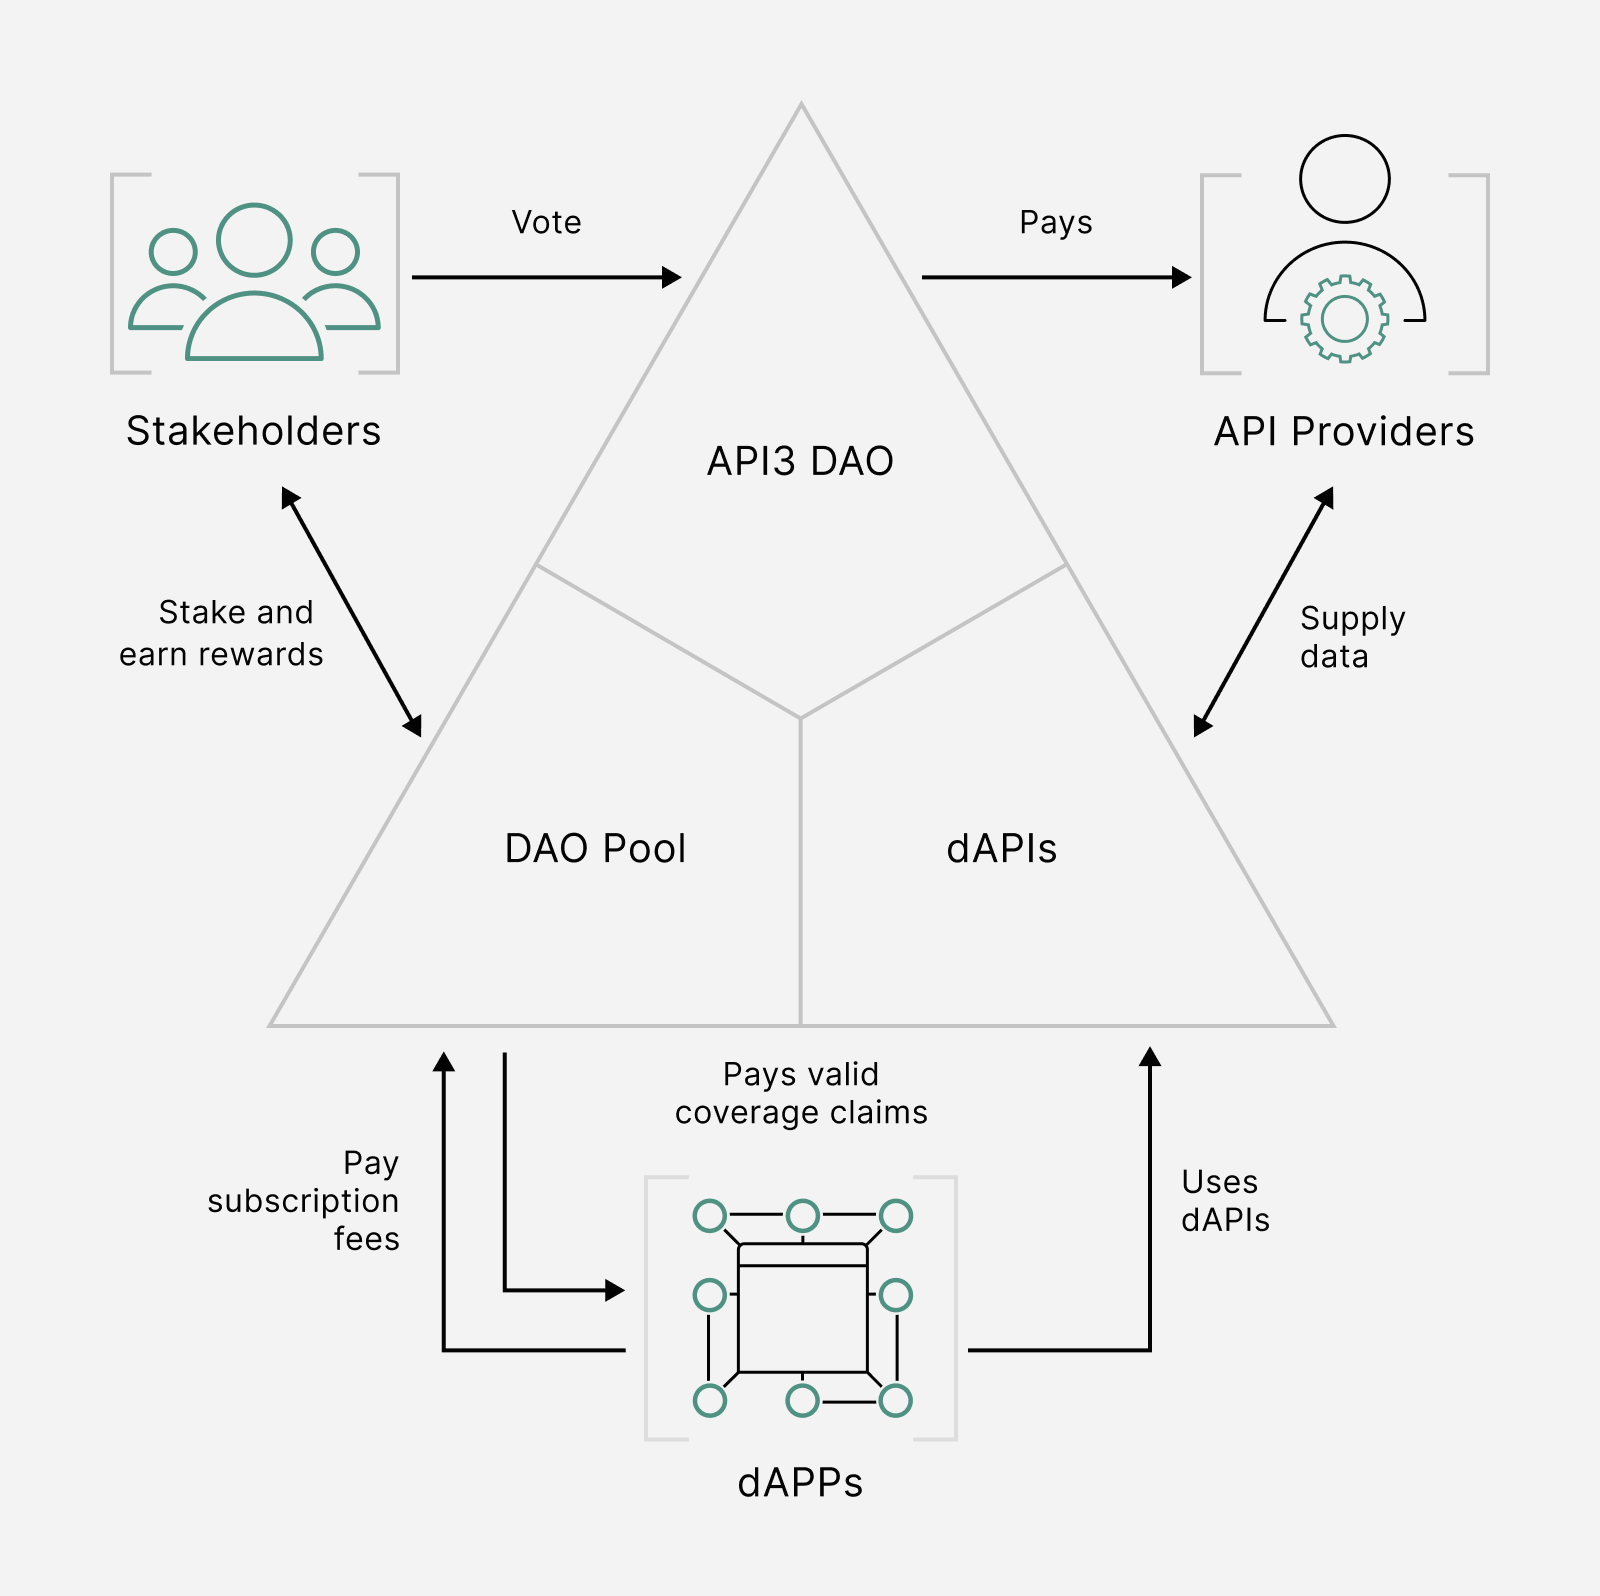 Vote
Pays
Stakeholders
API Providers
API3 DAO
Stake and
earn rewards
Supply
data
DAO Pool
dAPIs
Pays valid
coverage claims
Pay
subscription
fees
Uses
dAPIs
dAPPs